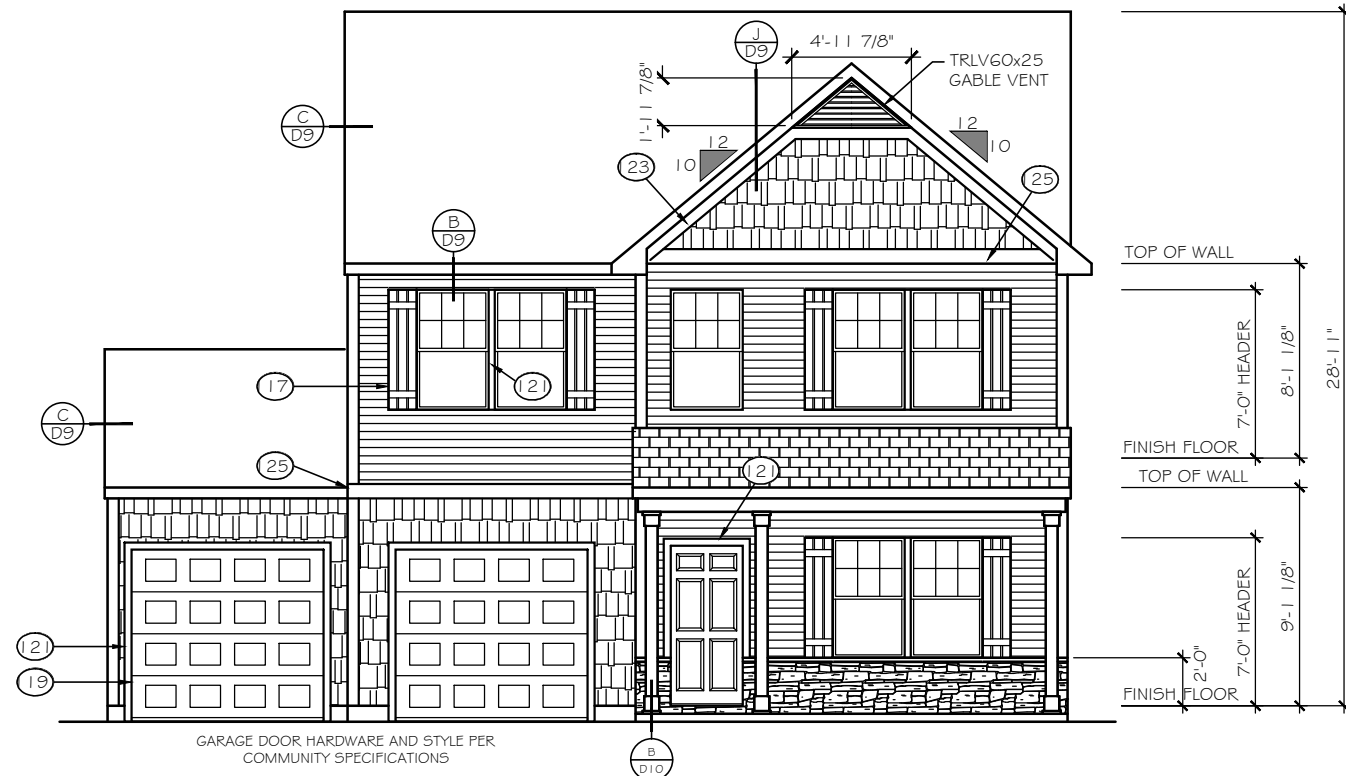 J
D9
4'-11 7/8"
TRLV60x25
GABLE VENT
1'-11 7/8"
C
D9
12
10
12
10
123
125
B
D9
TOP OF WALL
7'-0" HEADER
8'-1 1/8"
28'-11"
117
121
C
D9
FINISH FLOOR
125
121
TOP OF WALL
7'-0" HEADER
9'-1 1/8"
2'-0"
121
119
FINISH FLOOR
GARAGE DOOR HARDWARE AND STYLE PER
COMMUNITY SPECIFICATIONS
B
D10